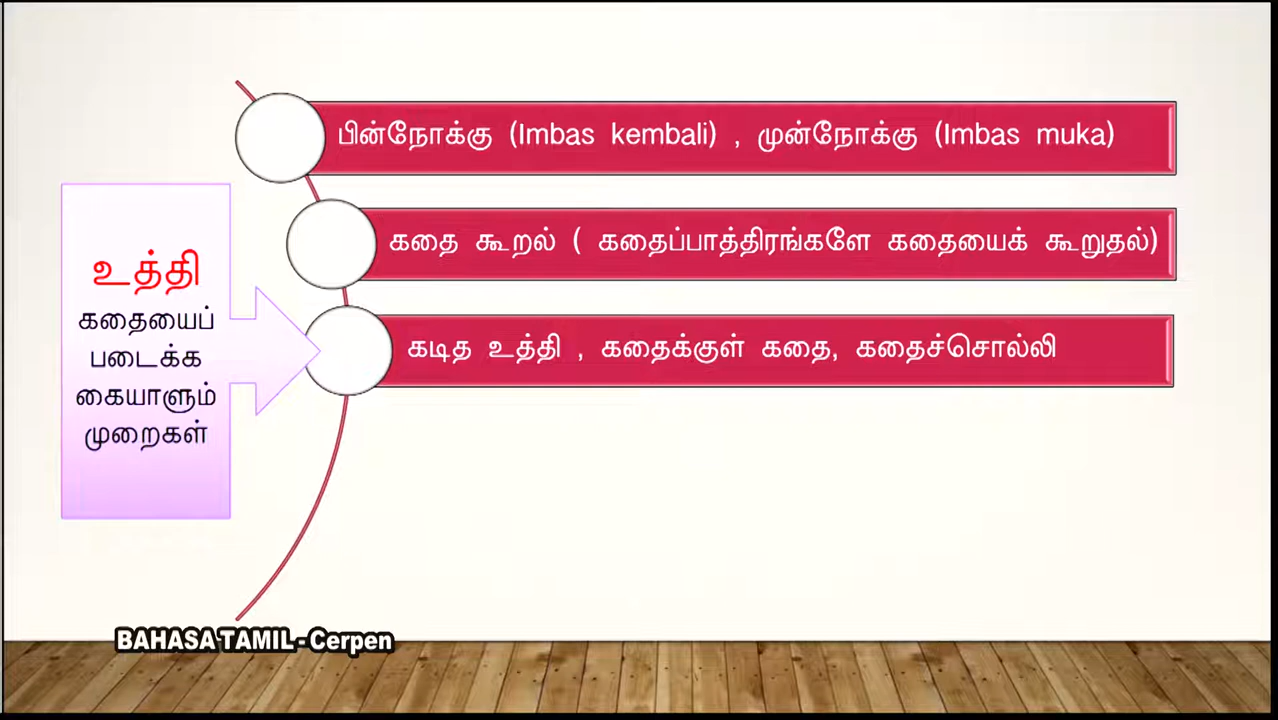 உத்தி
கதையைப்
படைக்க
கையாளும்
முறைகள்
பின்நோக்கு (Imbas kembali) , முன்நோக்கு (Imbas muka)
கதை கூறல் ( கதைப்பாத்திரங்களே கதையைக் கூறுதல்)
கடித உத்தி , கதைக்குள் கதை, கதைச்சொல்லி
BAHASA TAMIL - Cerpen